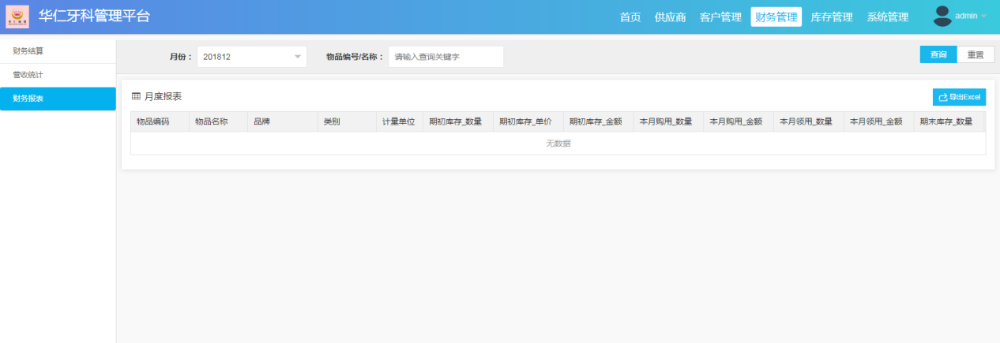 华仁牙科管理平台
首页 供应商 客户管理 财务管理 库存管理 系统管理 admin
财务结算
营收统计
财务报表
月份： 201812 物品编号/名称： 请输入查询关键字 查询 重置
月度报表 导出Excel
物品编码 物品名称 品牌 类别 计量单位 期初库存_数量 期初库存_单价 期初库存_金额 本月购用_数量 本月购用_金额 本月领用_数量 本月领用_金额 期末库存_数量
无数据